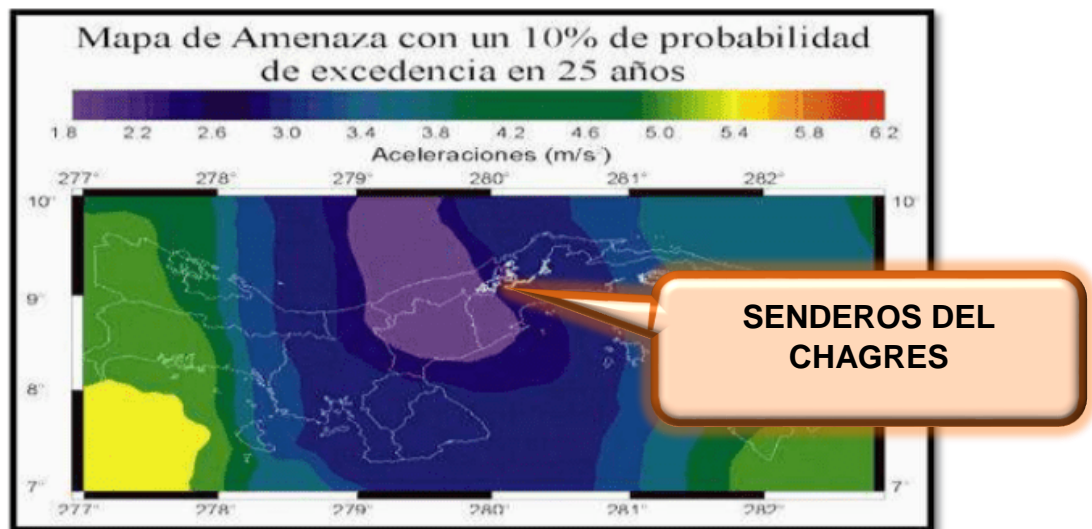 Mapa de Amenaza con un 10% de probabilidad
de excedencia en 25 años
1.8 2.2 2.6 3.0 3.4 3.8 4.2 4.6 5.0 5.4 5.8 6.2
Aceleraciones (m/s²)
277° 278° 279° 280° 281° 282°
10° 10°
9°
8°
7° 7°
277° 278° 279° 280° 281° 282°
SENDEROS DEL
CHAGRES